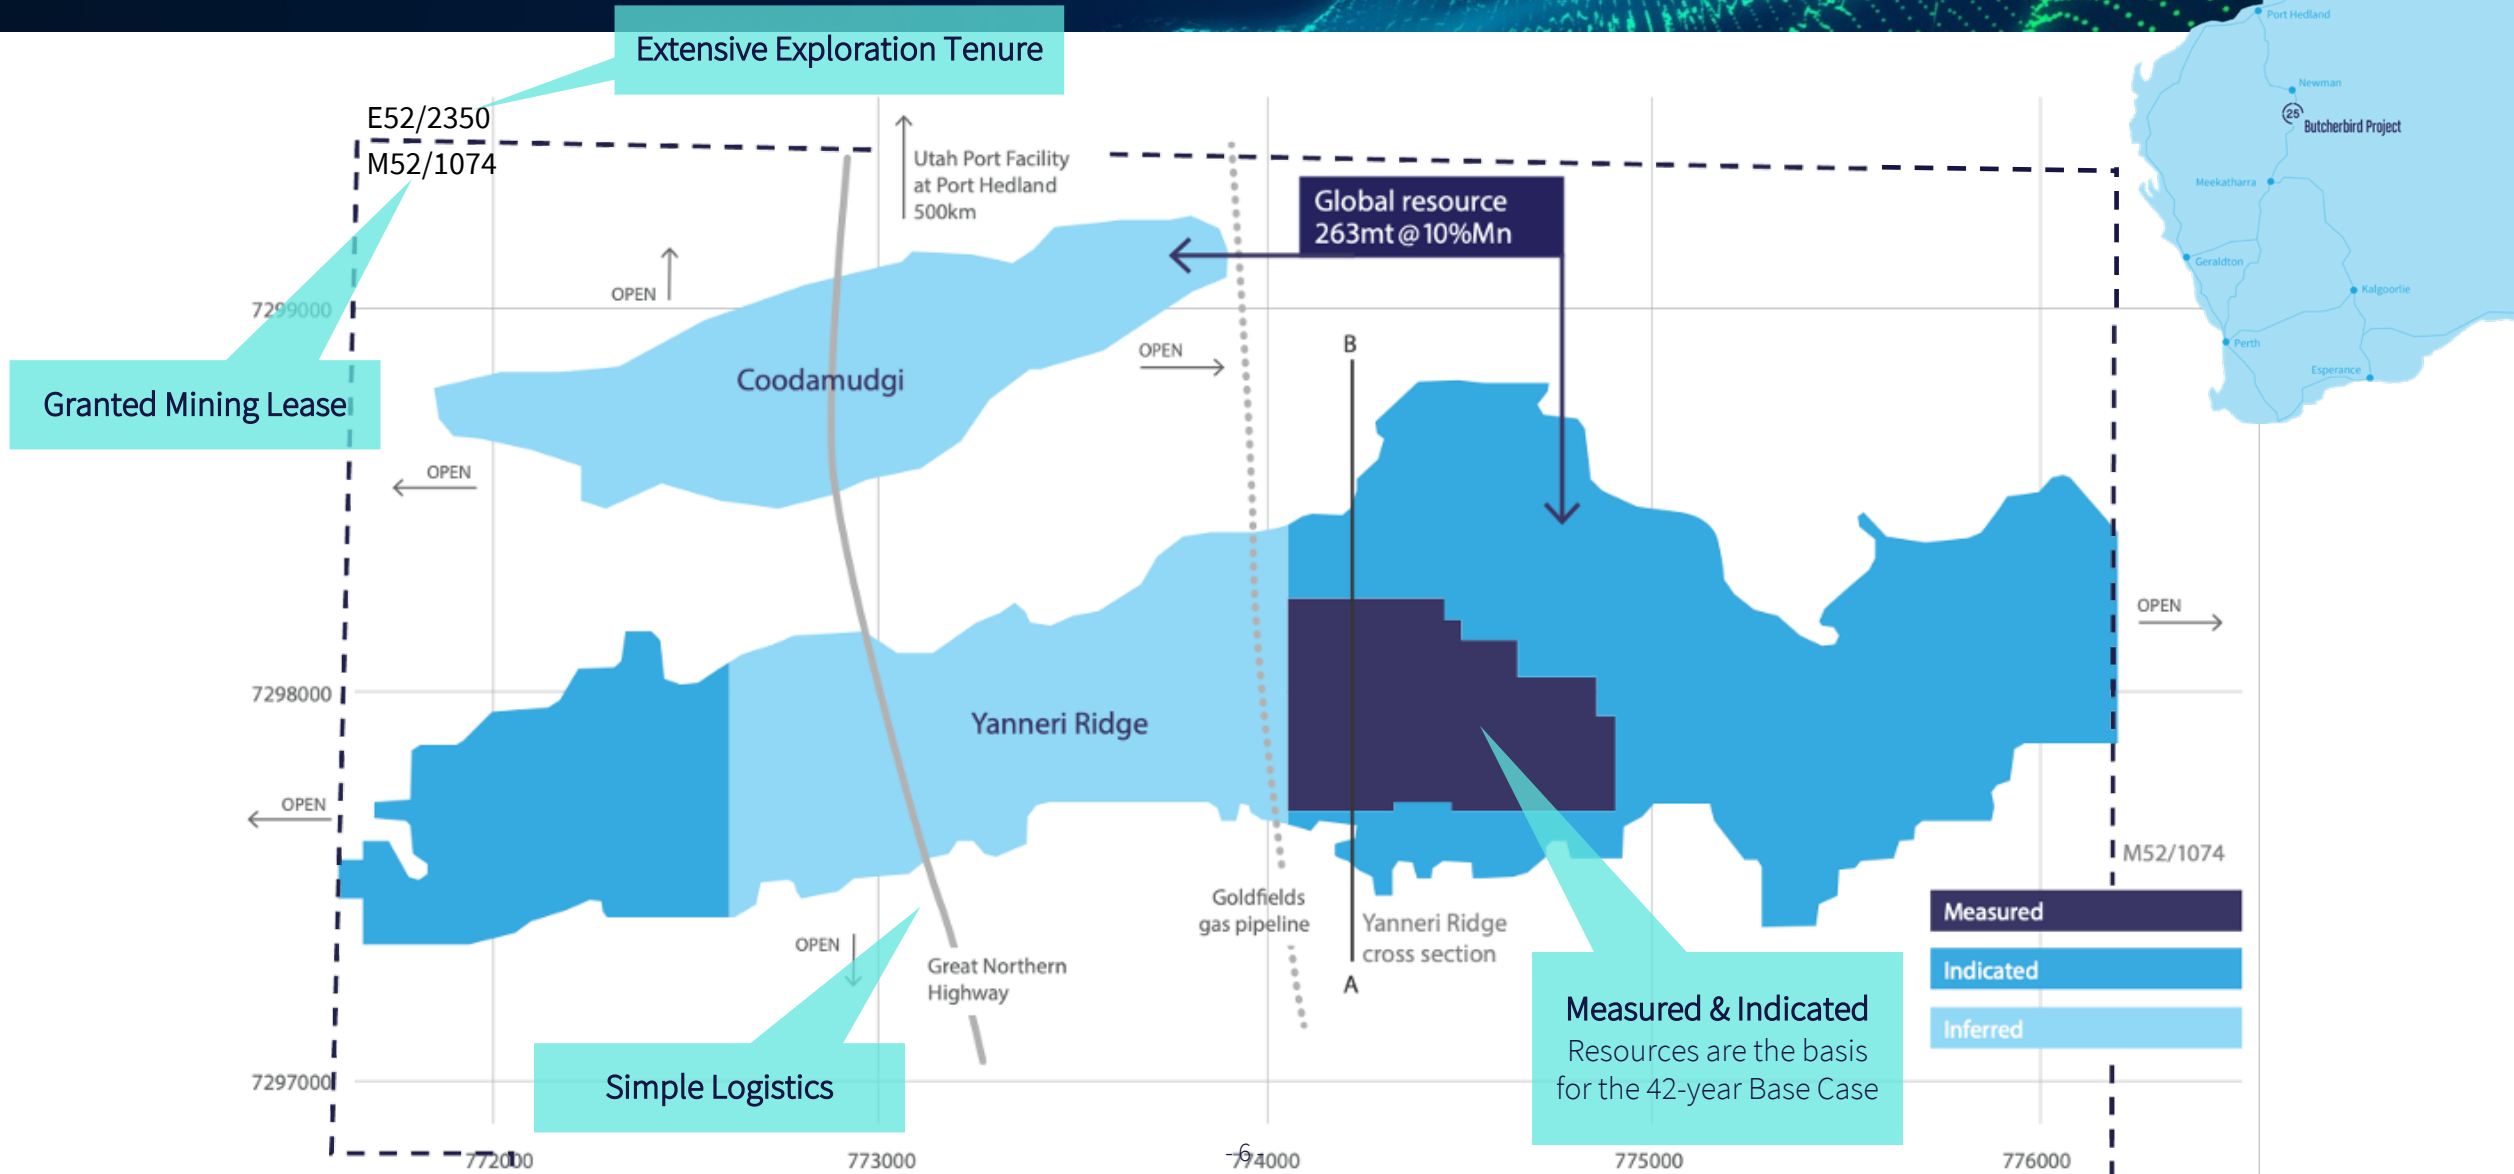 Extensive Exploration Tenure
Port Hedland
Newman
25
Butcherbird Project
Meekatharra
Geraldton
Kalgoorlie
Perth
Esperance
E52/2350
M52/1074
Utah Port Facility
at Port Hedland
500km
Global resource
263mt@10%Mn
OPEN
7299000
B
OPEN
Coodamudgi
Granted Mining Lease
OPEN
OPEN
7298000
Yanneri Ridge
OPEN
M52/1074
Goldfields
gas pipeline
Yanneri Ridge
cross section
A
OPEN
Great Northern
Highway
Measured
Indicated
Inferred
Measured & Indicated
Resources are the basis
for the 42-year Base Case
7297000
Simple Logistics
772000
773000
774000
775000
776000
-6-